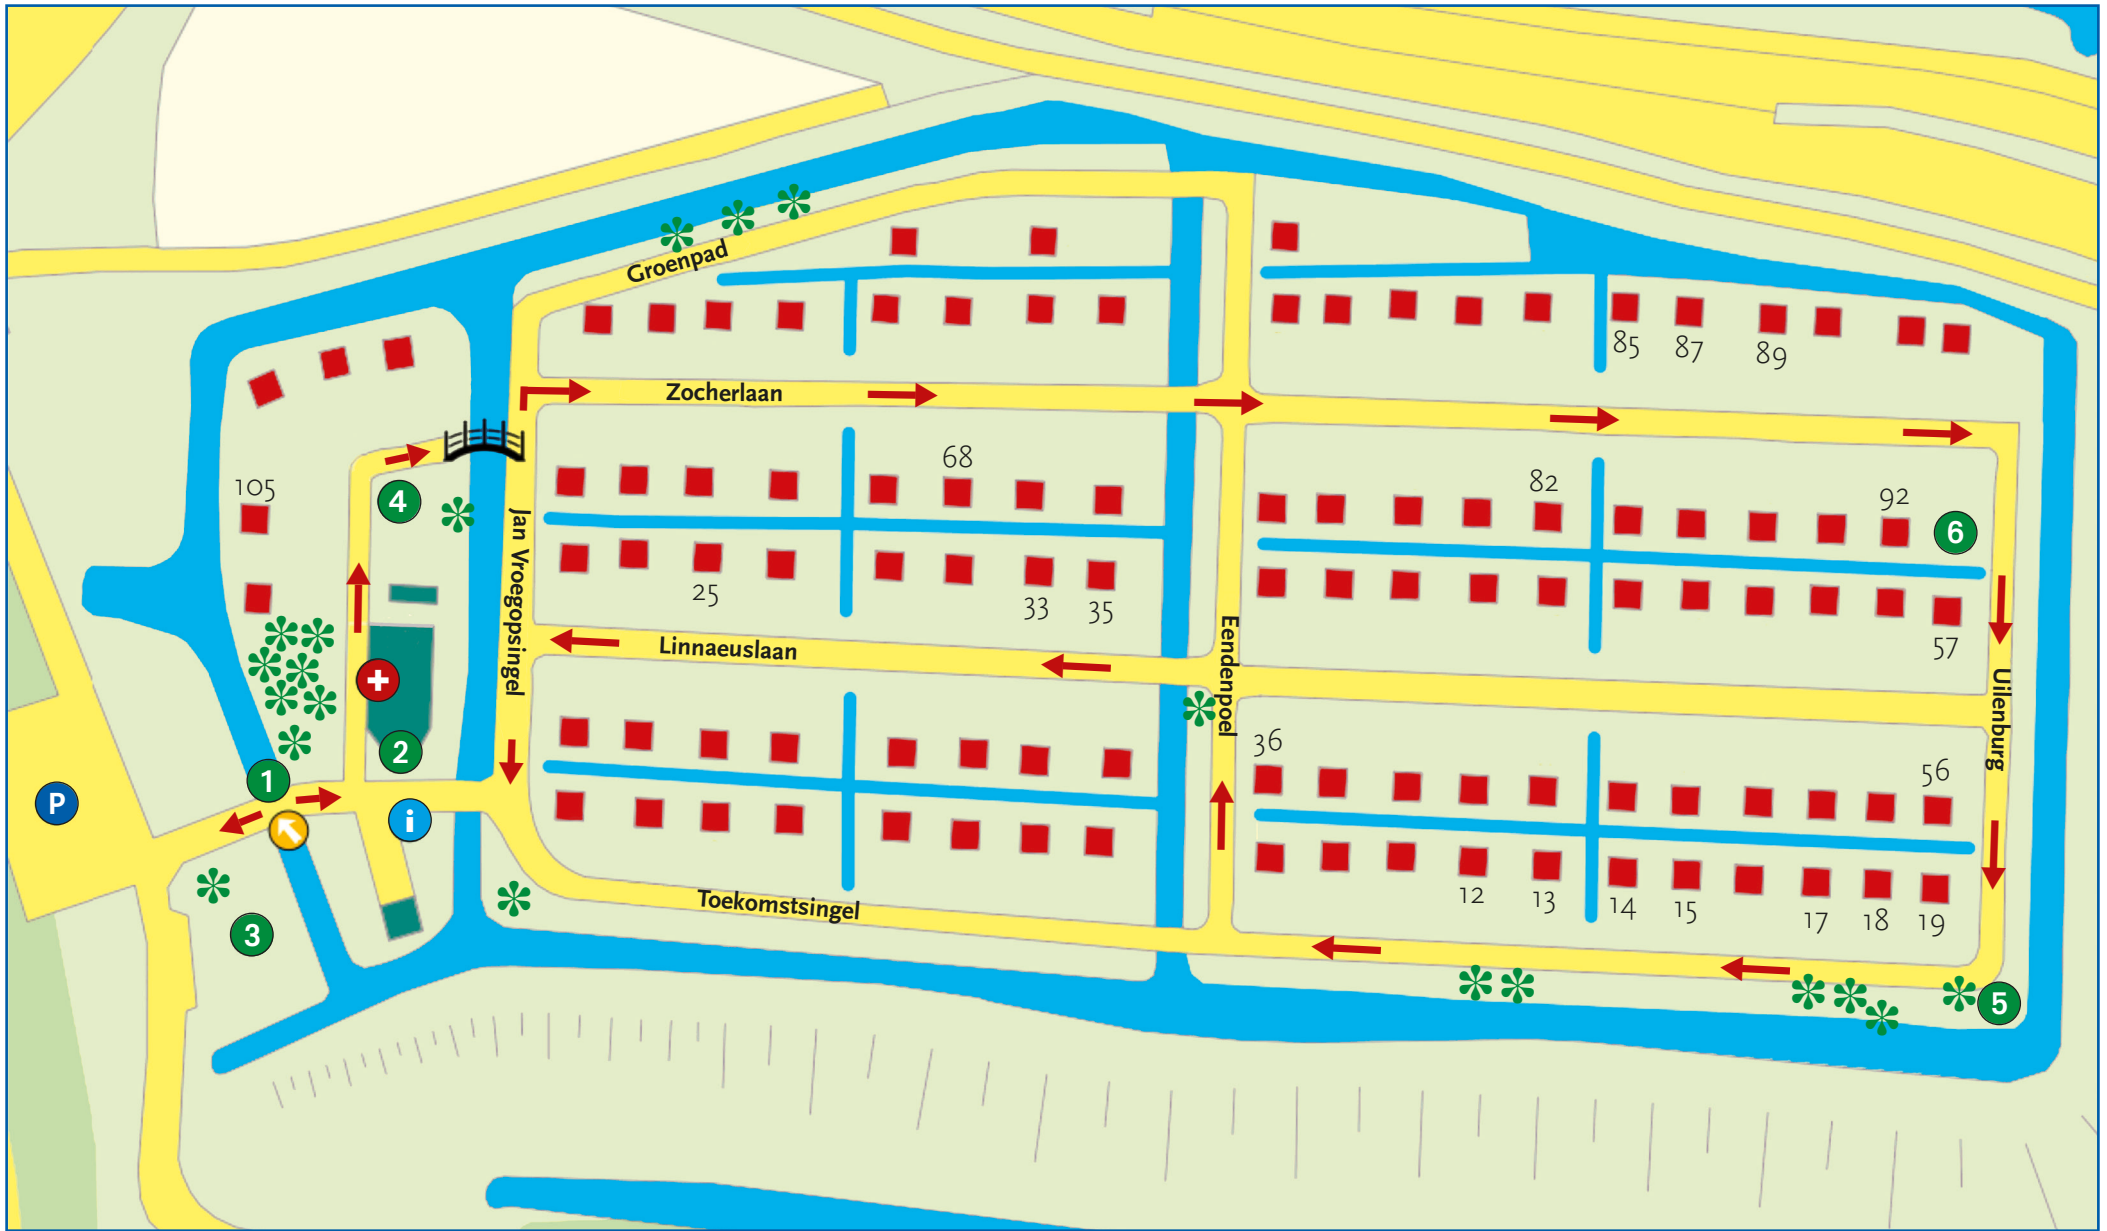 Groenpad
85
87
89
Zocherlaan
68
82
92
105
4
6
Jan Vroegopsingel
25
33
35
57
Linnaeuslaan
Eendenpoel
Uilenburg
36
56
2
1
P
i
12
13
14
15
17
18
19
Toekomstsingel
3
5